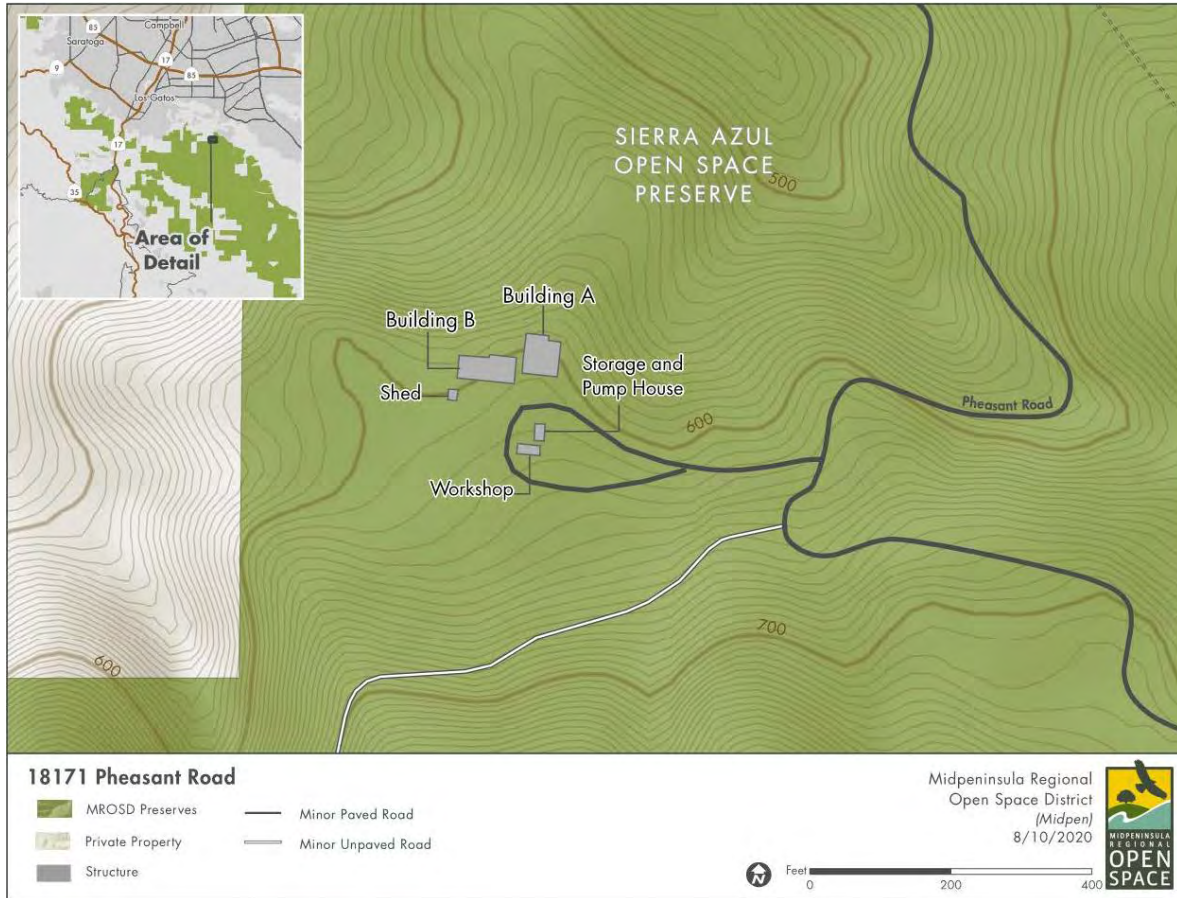 Campbell
85
Saratoga
17
9
85
Los Gatos
17
35
Area of
Detail
SIERRA AZUL
OPEN SPACE
PRESERVE
500
Building A
Building B
Storage and
Pump House
Shed
Pheasant Road
600
Workshop
700
600
18171 Pheasant Road
MROSD Preserves
Private Property
Structure
Minor Paved Road
Minor Unpaved Road
Midpeninsula Regional
Open Space District
(Midpen)
8/10/2020
N
Feet
0
200
400
MIDPENINSULA
REGIONAL
OPEN
SPACE